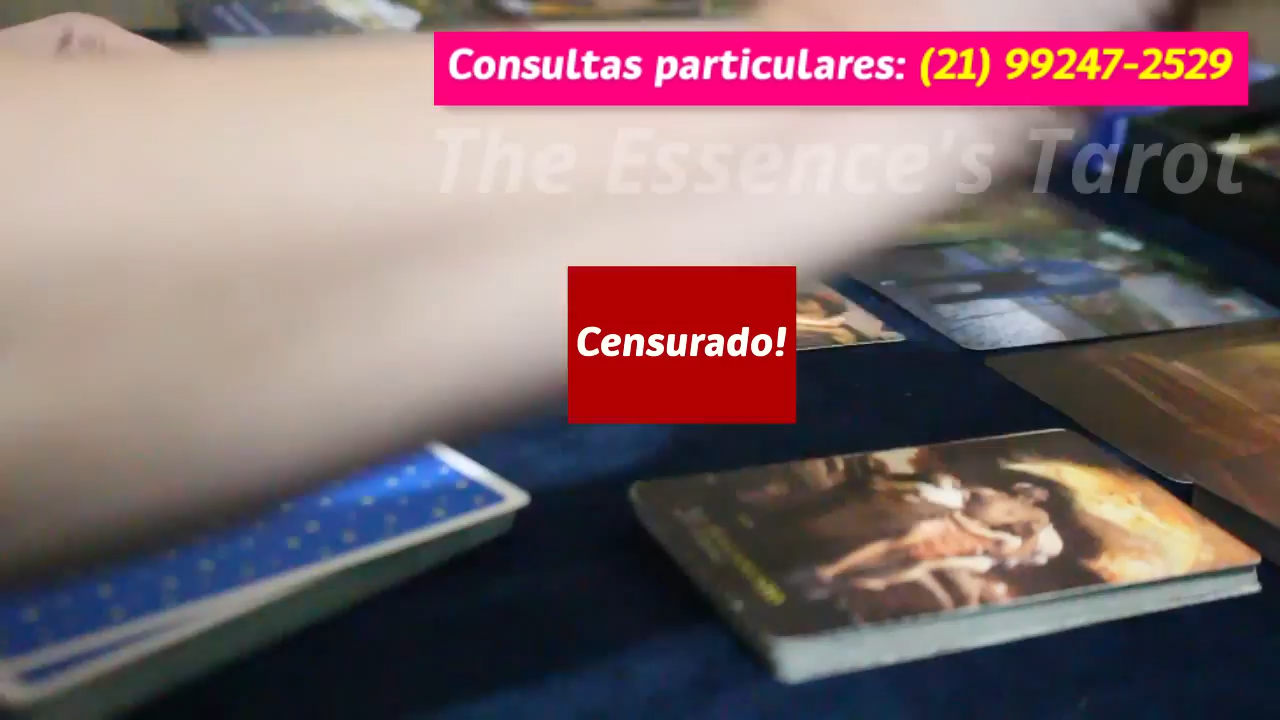 Consultas particulares: (21) 99247-2529
The Essence's Tarot
Censurado!